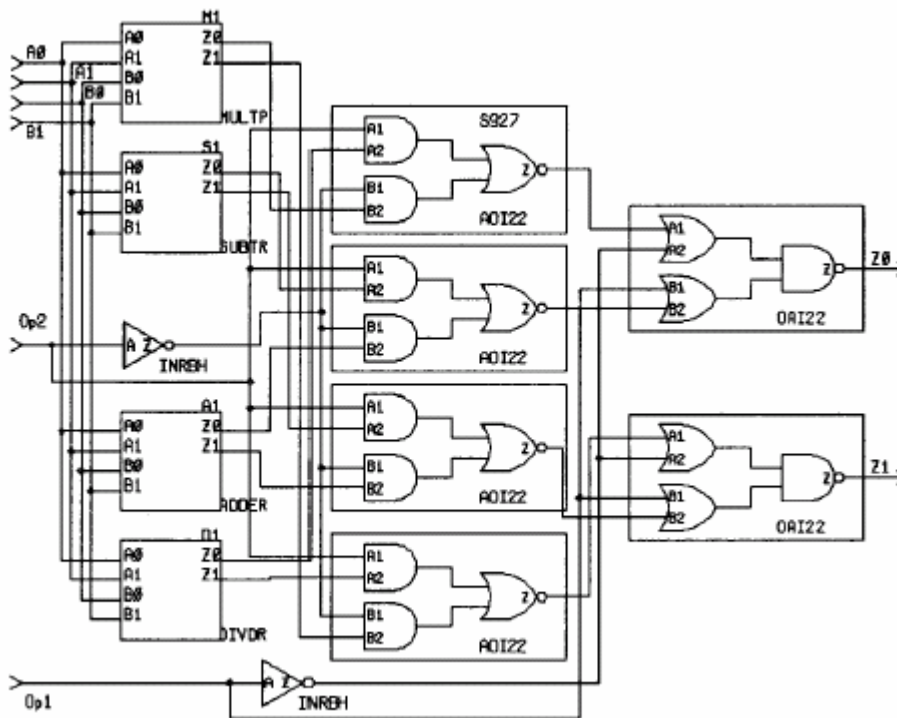 M1
A0 A0 Z0
A1 Z1
A1 B0
B0 B1
B1 MULTP
S1
A0 Z0
A1 Z1
B0
B1
SUBTR
Op2
A Z
INRBH
A1
A0 Z0
A1 Z1
B0
B1
ADDER
D1
A0 Z0
A1 Z1
B0
B1
DIVDR
Op1
A Z
INRBH
S927
A1
A2
Z
B1
B2
AOI22
A1
A2
Z
B1
B2
AOI22
A1
A2
Z
B1
B2
AOI22
A1
A2
Z
B1
B2
AOI22
A1
A2
Z Z0
B1
B2
OAI22
A1
A2
Z Z1
B1
B2
OAI22